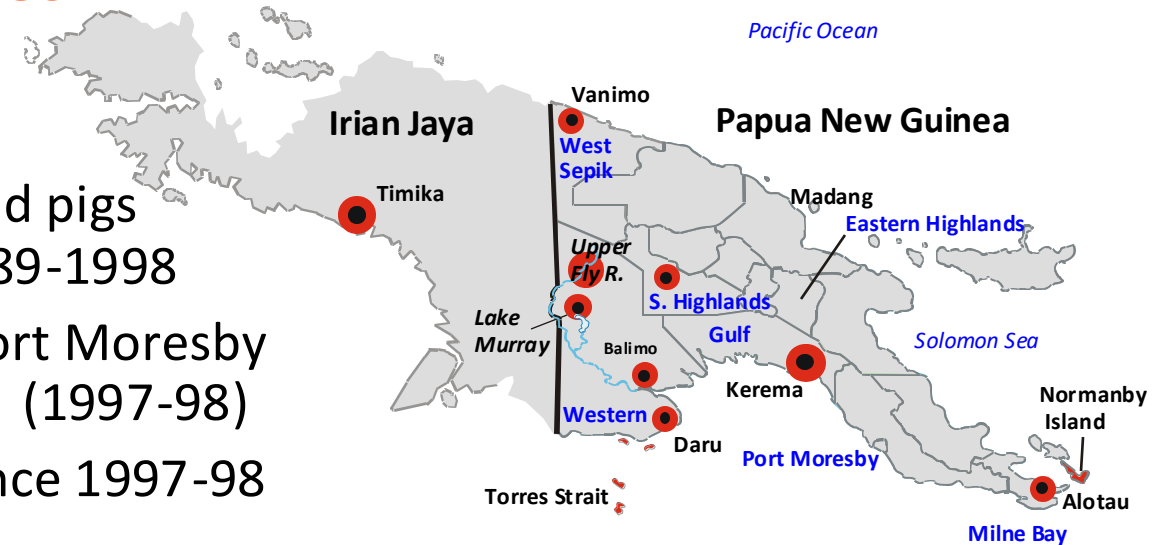 Pacific Ocean
Vanimo
Irian Jaya
Papua New Guinea
West
Sepik
Timika
Madang
Eastern Highlands
d pigs
89-1998
Upper
Fly R.
S. Highlands
Lake
Murray
Gulf
Solomon Sea
ort Moresby
(1997-98)
Balimo
Kerema
Normanby
Island
Western
Daru
Port Moresby
nce 1997-98
Torres Strait
Alotau
Milne Bay